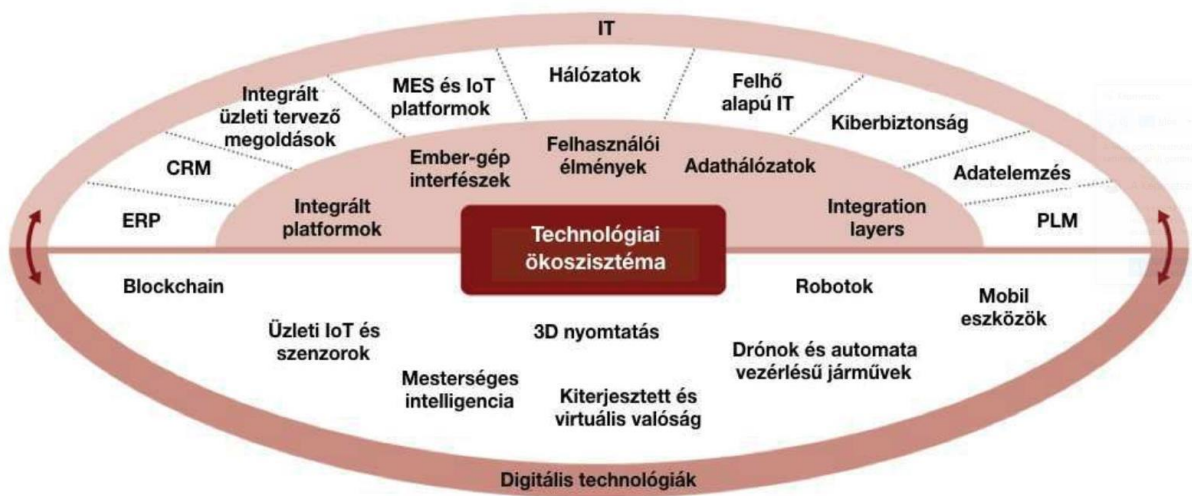 IT
Integrált
üzleti tervező
megoldások
MES és IoT
platformok
Hálózatok
Felhő
alapú IT
Kiberbiztonság
CRM
Adatelemzés
ERP
PLM
Integrált
platformok
Ember-gép
interfészek
Felhasználói
élmények
Adathálózatok
Integration
layers
Technológiai
ökoszisztéma
Blockchain
Üzleti IoT és
szenzorok
Mesterséges
intelligencia
3D nyomtatás
Kiterjesztett és
virtuális valóság
Robotok
Drónok és automata
vezérlésű járművek
Mobil
eszközök
Digitális technológiák